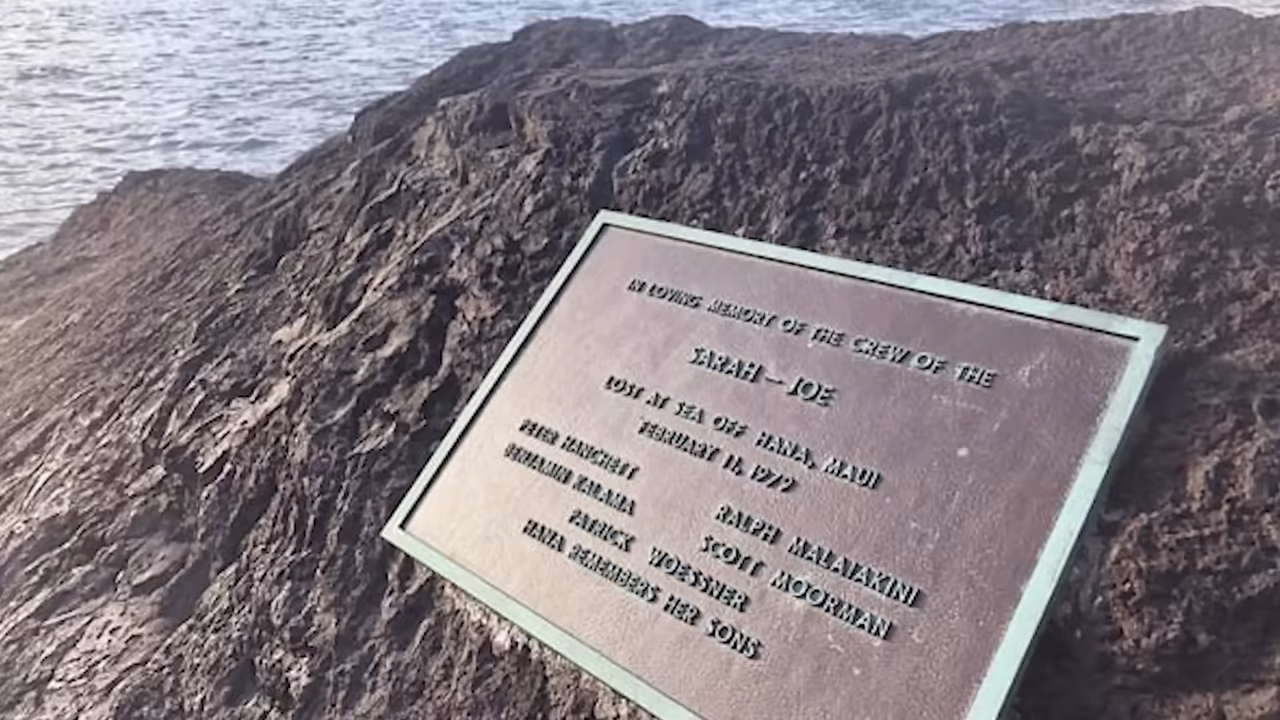 IN LOVING MEMORY OF THE CREW OF THE
SARAH – JOE
LOST AT SEA OFF HANA, MAUI
FEBRUARY 11, 1979
PETER HANCHETT RALPH MALAIAKINI
BENJAMIN KALAMA SCOTT MOORMAN
PATRICK WOESSNER
HANA REMEMBERS HER SONS